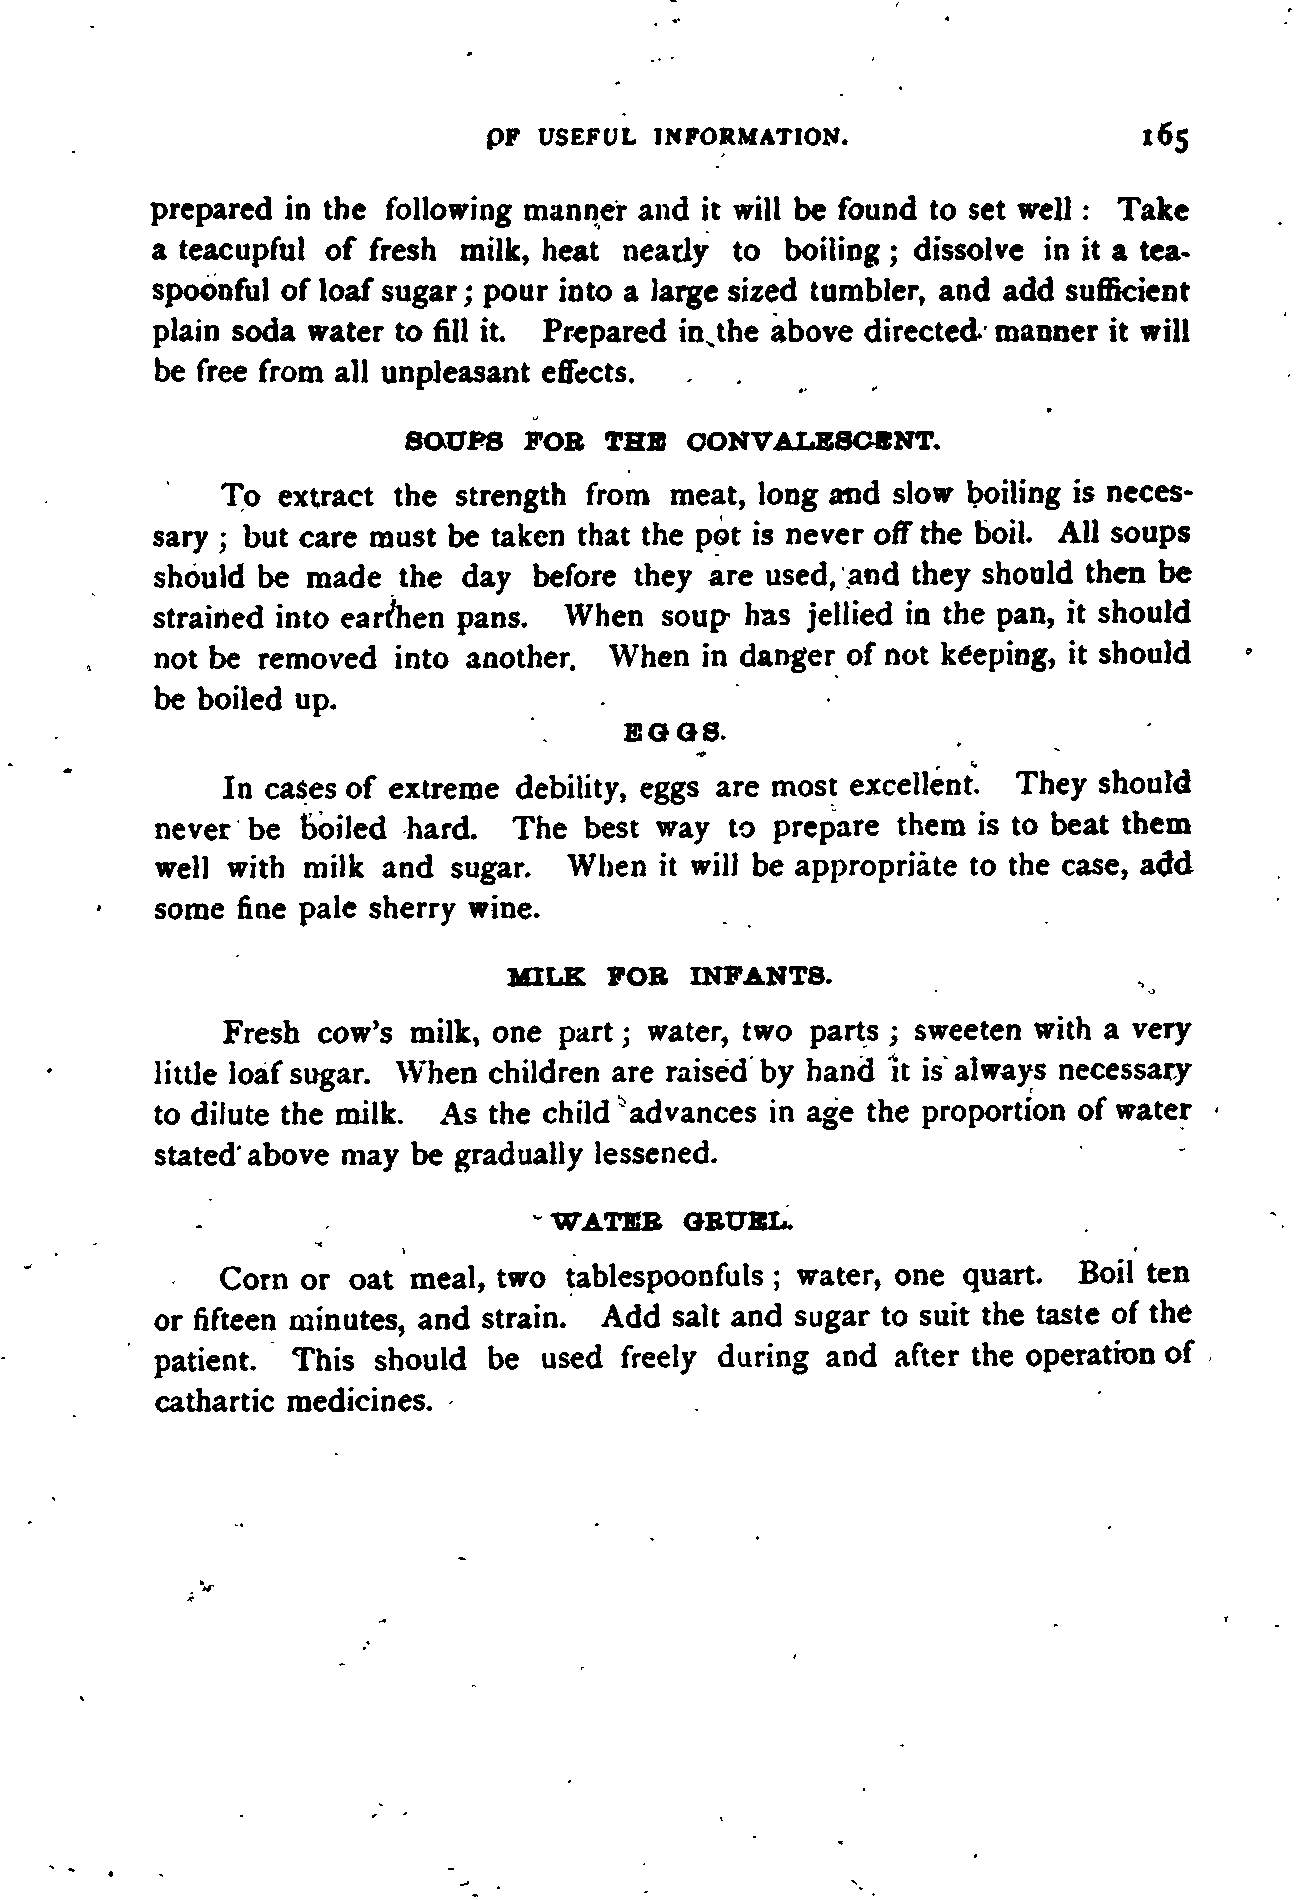 OF USEFUL INFORMATION. 165
prepared in the following manner and it will be found to set well : Take
a teacupful of fresh milk, heat nearly to boiling ; dissolve in it a tea-
spoonful of loaf sugar ; pour into a large sized tumbler, and add sufficient
plain soda water to fill it. Prepared in the above directed manner it will
be free from all unpleasant effects.
SOUPS FOR THE CONVALESCENT.
To extract the strength from meat, long and slow boiling is neces-
sary ; but care must be taken that the pot is never off the boil. All soups
should be made the day before they are used, and they should then be
strained into earthen pans. When soup has jellied in the pan, it should
not be removed into another. When in danger of not keeping, it should
be boiled up.
EGGS.
In cases of extreme debility, eggs are most excellent. They should
never be boiled hard. The best way to prepare them is to beat them
well with milk and sugar. When it will be appropriate to the case, add
some fine pale sherry wine.
MILK FOR INFANTS.
Fresh cow's milk, one part ; water, two parts ; sweeten with a very
little loaf sugar. When children are raised by hand it is always necessary
to dilute the milk. As the child advances in age the proportion of water
stated above may be gradually lessened.
WATER GRUEL.
Corn or oat meal, two tablespoonfuls ; water, one quart. Boil ten
or fifteen minutes, and strain. Add salt and sugar to suit the taste of the
patient. This should be used freely during and after the operation of
cathartic medicines.